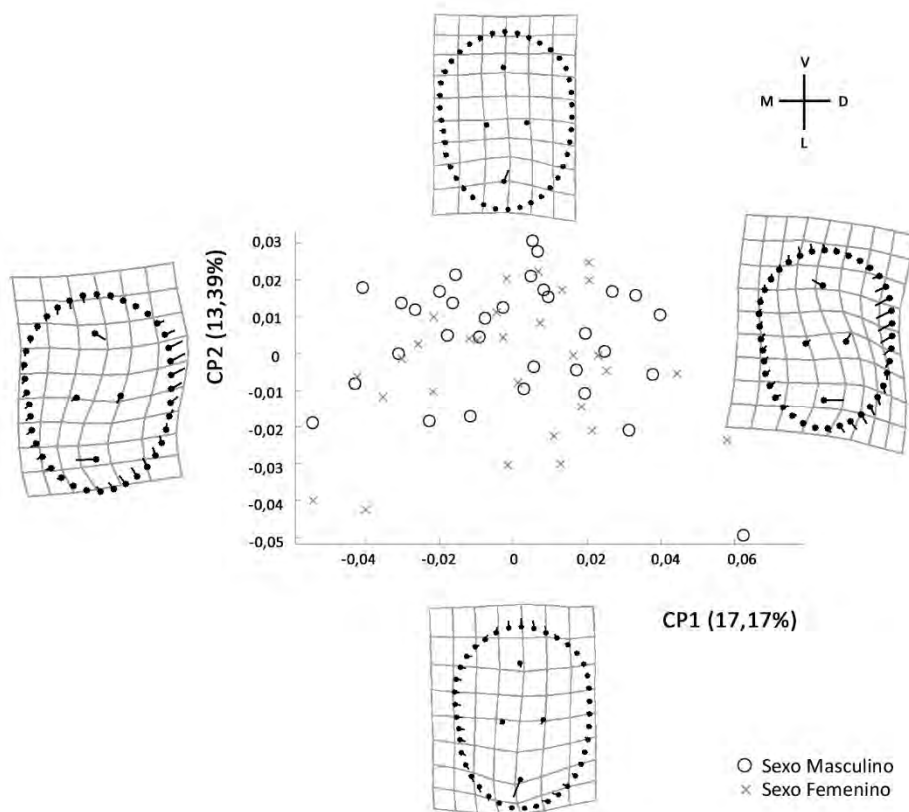 V
M D
L
CP2 (13,39%)
0,03
0,02
0,01
0
-0,01
-0,02
-0,03
-0,04
-0,05
-0,04 -0,02 0 0,02 0,04 0,06
CP1 (17,17%)
Sexo Masculino
Sexo Femenino